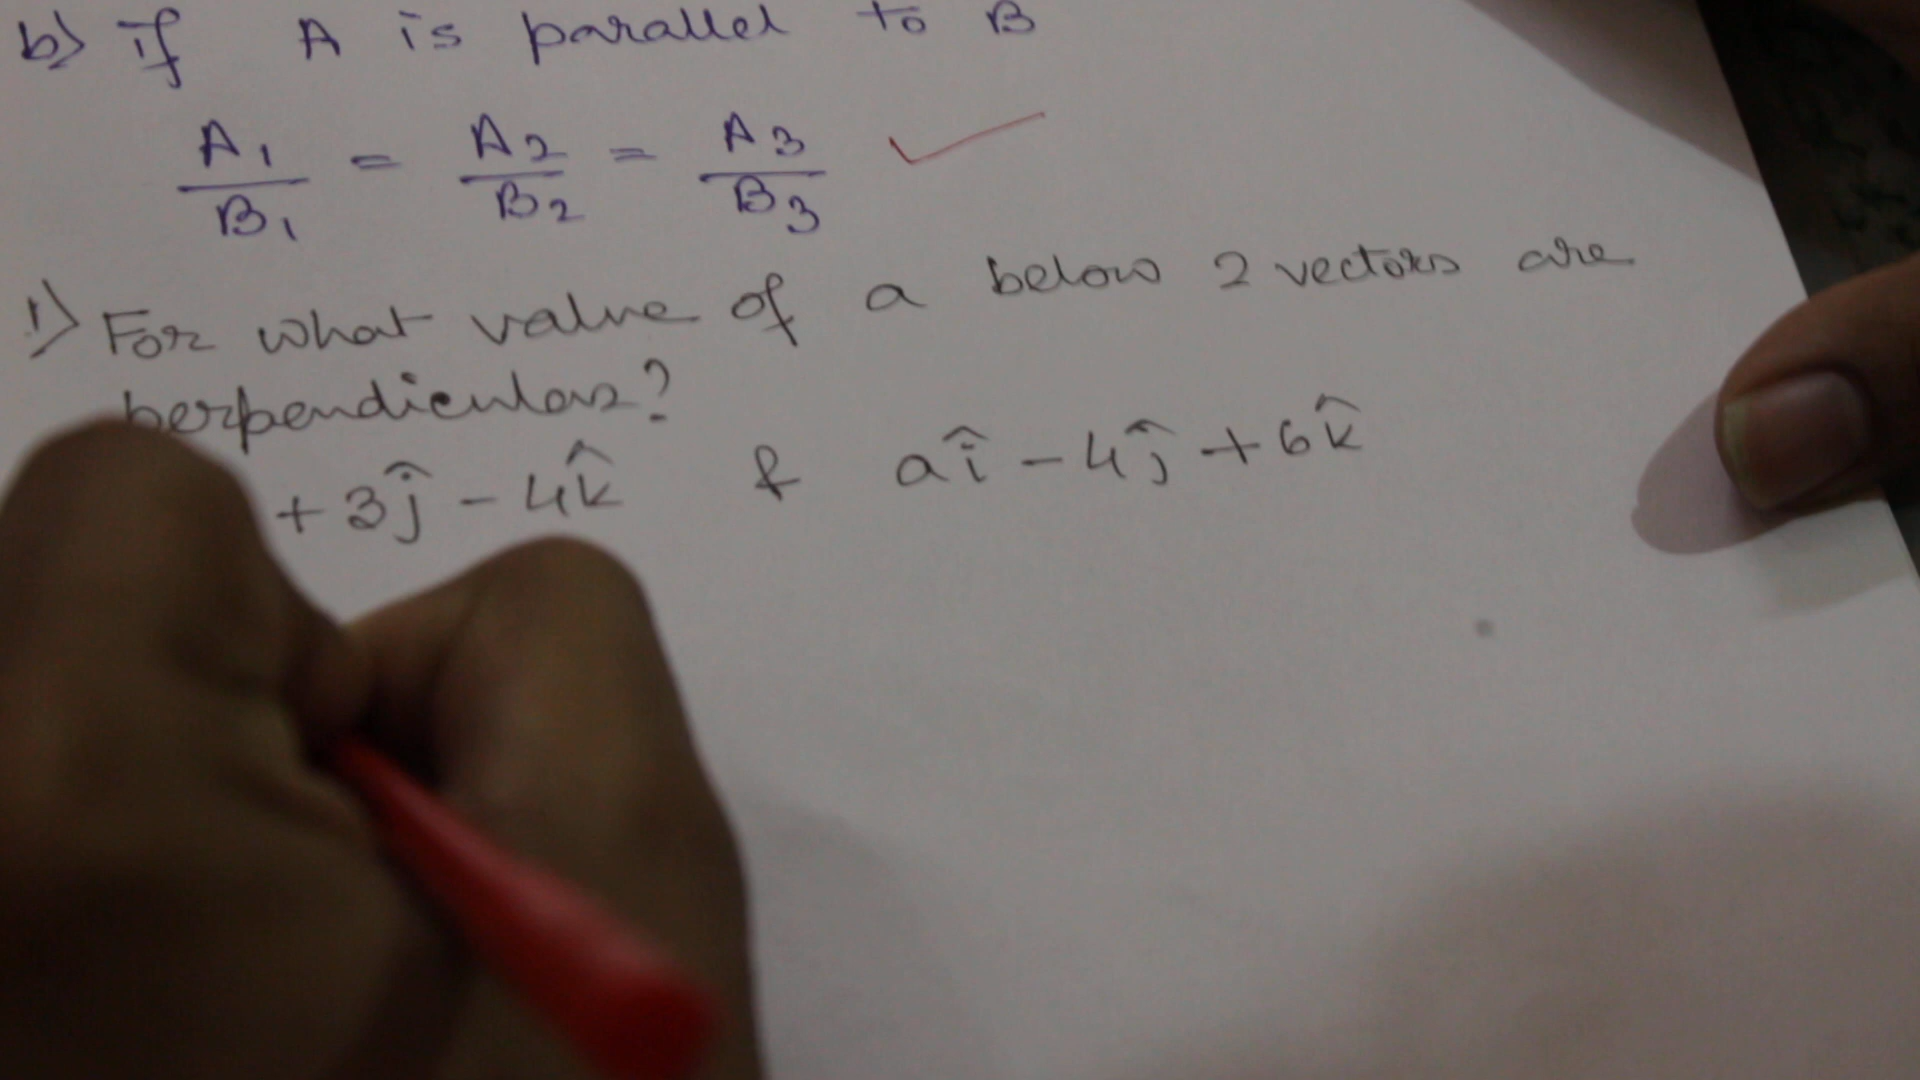 b) if A is parallel to B
A₁/B₁ = A₂/B₂ = A₃/B₃ ✓
1) For what value of a below 2 vectors are
perpendicular?
+ 3ĵ - 4k̂ & aî - 4ĵ + 6k̂